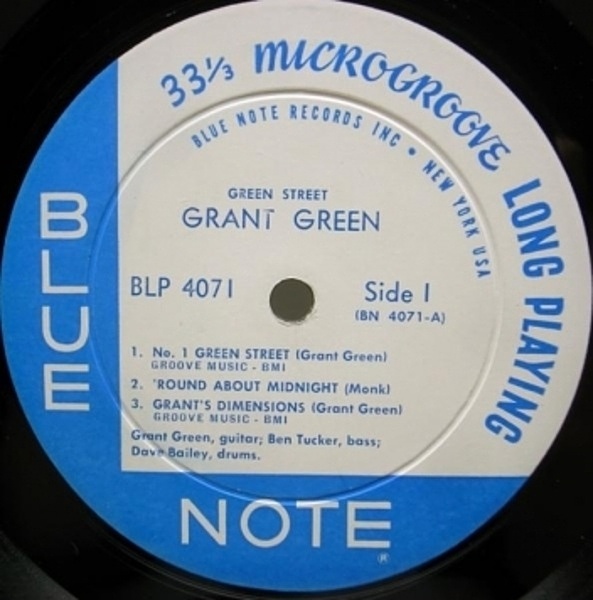 33⅓ MICROGROOVE LONG PLAYING
BLUE NOTE RECORDS INC • NEW YORK USA
GREEN STREET
GRANT GREEN
BLP 4071
Side 1
(BN 4071-A)
1. No. 1 GREEN STREET (Grant Green)
GROOVE MUSIC - BMI
2. 'ROUND ABOUT MIDNIGHT (Monk)
3. GRANT'S DIMENSIONS (Grant Green)
GROOVE MUSIC - BMI
Grant Green, guitar; Ben Tucker, bass;
Dave Bailey, drums.
BLUE
NOTE
®